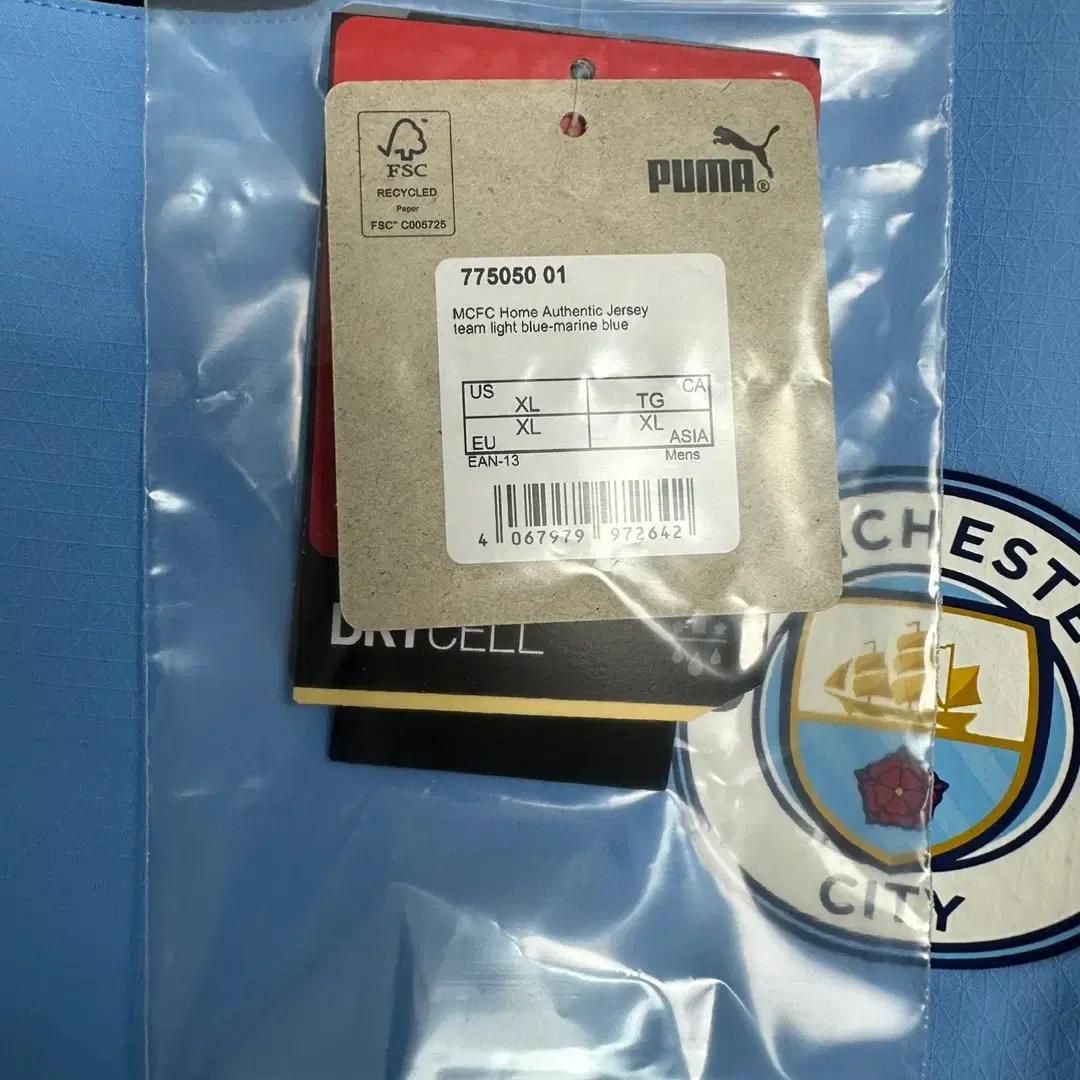 FSC
RECYCLED
Paper
FSC™ C005725
PUMA®
775050 01
MCFC Home Authentic Jersey
team light blue-marine blue
US XL TG CA
EU XL XL ASIA
EAN-13 Mens
4 067979 972642
DRYCELL
CHESTE
CITY